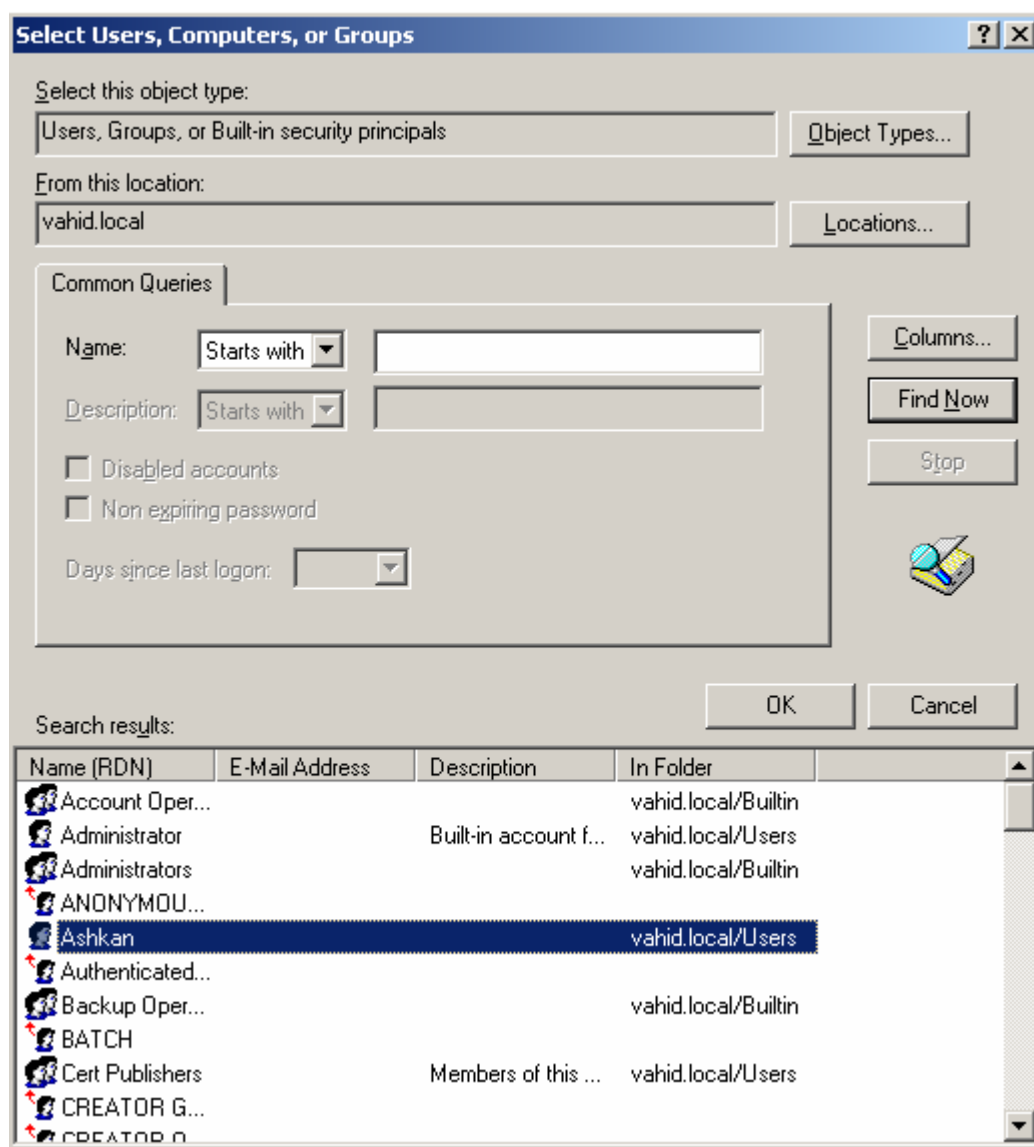 Select Users, Computers, or Groups
Select this object type:
Users, Groups, or Built-in security principals
Object Types...
From this location:
vahid.local
Locations...
Common Queries
Name: Starts with
Columns...
Description: Starts with
Find Now
Disabled accounts
Stop
Non expiring password
Days since last logon:
OK Cancel
Search results:
Name (RDN) E-Mail Address Description In Folder
Account Oper... vahid.local/Builtin
Administrator Built-in account f... vahid.local/Users
Administrators vahid.local/Builtin
ANONYMOU...
Ashkan vahid.local/Users
Authenticated...
Backup Oper... vahid.local/Builtin
BATCH
Cert Publishers Members of this ... vahid.local/Users
CREATOR G...
CREATOR O